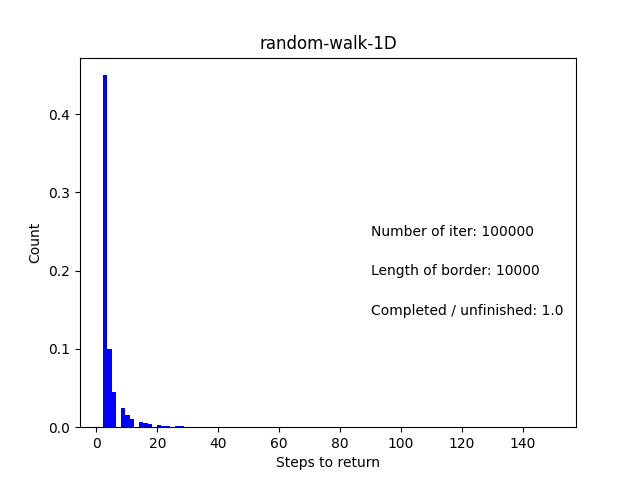 random-walk-1D
Count
0.4
0.3
0.2
0.1
0.0
Number of iter: 100000
Length of border: 10000
Completed / unfinished: 1.0
0 20 40 60 80 100 120 140
Steps to return